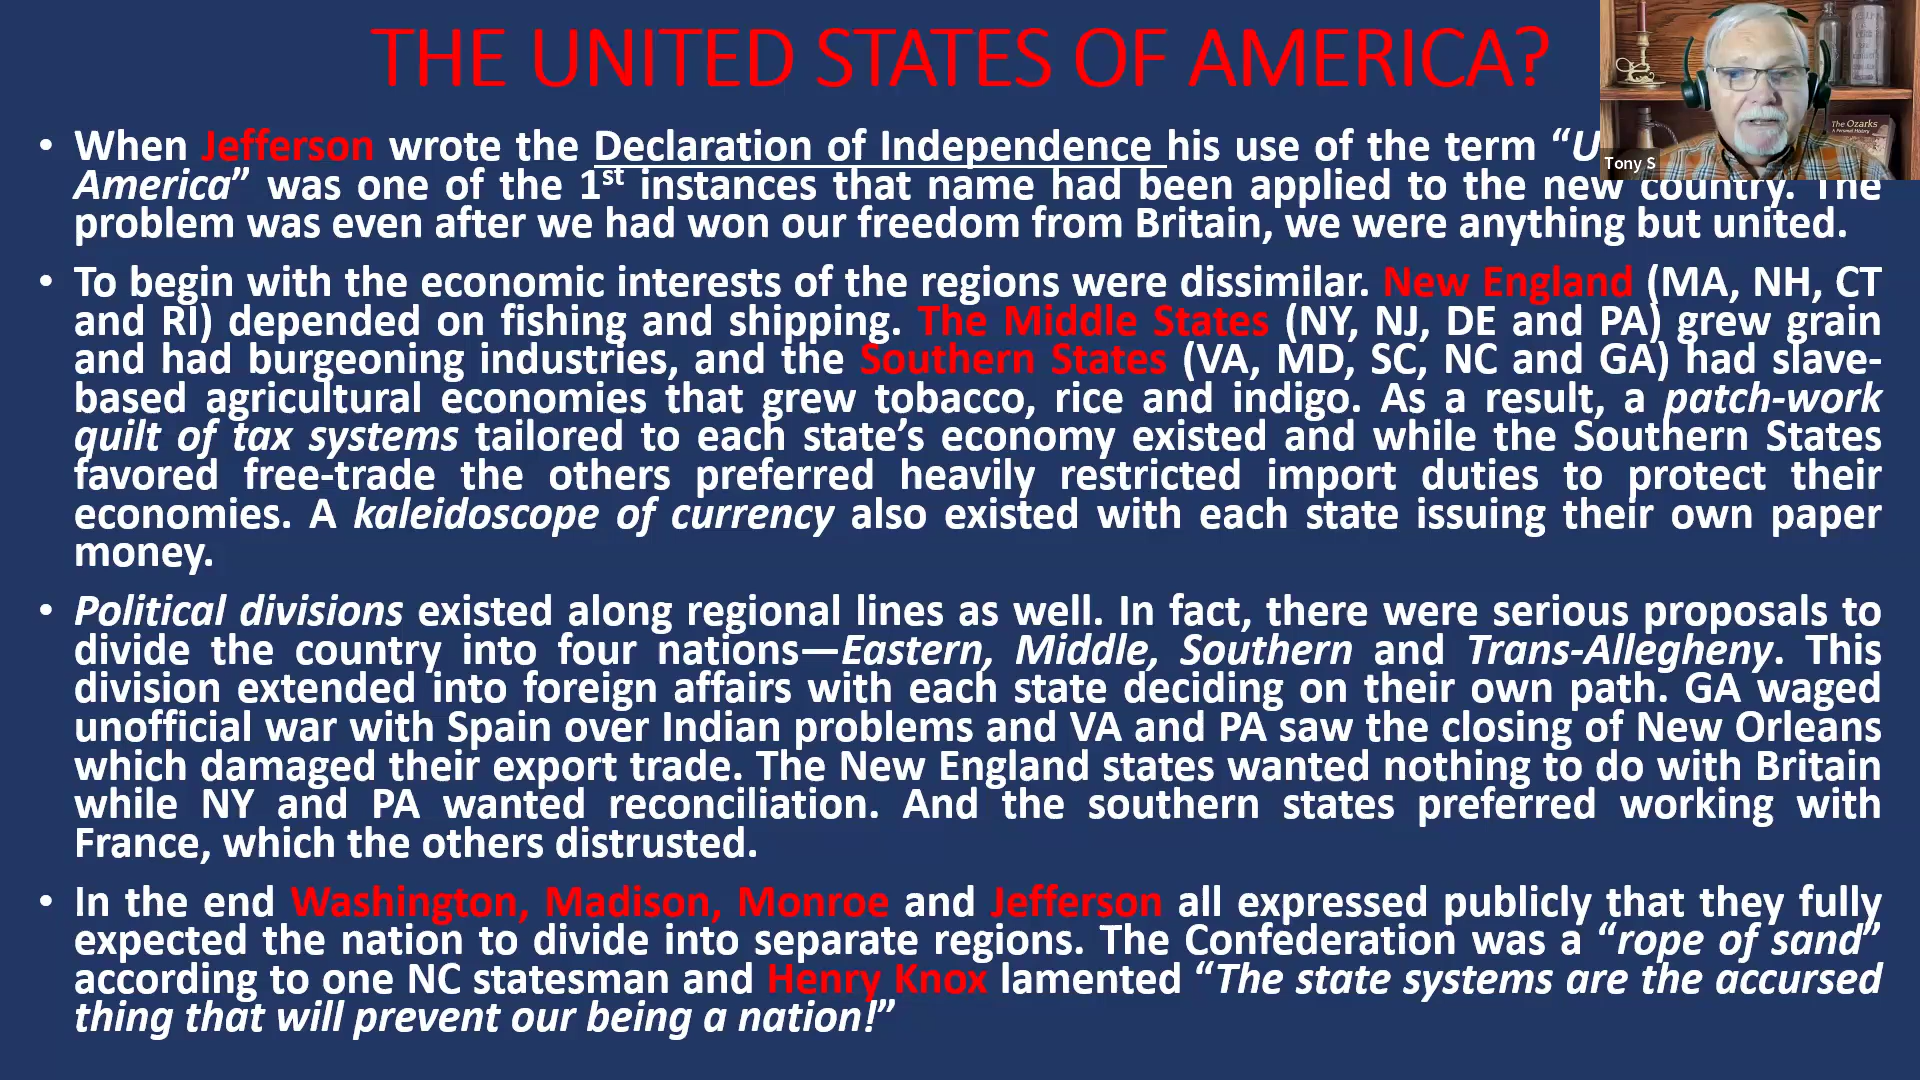 THE UNITED STATES OF AMERICA?
• When Jefferson wrote the Declaration of Independence his use of the term “U
America” was one of the 1st instances that name had been applied to the new country. The
problem was even after we had won our freedom from Britain, we were anything but united.
• To begin with the economic interests of the regions were dissimilar. New England (MA, NH, CT
and RI) depended on fishing and shipping. The Middle States (NY, NJ, DE and PA) grew grain
and had burgeoning industries, and the Southern States (VA, MD, SC, NC and GA) had slave-
based agricultural economies that grew tobacco, rice and indigo. As a result, a patch-work
quilt of tax systems tailored to each state’s economy existed and while the Southern States
favored free-trade the others preferred heavily restricted import duties to protect their
economies. A kaleidoscope of currency also existed with each state issuing their own paper
money.
• Political divisions existed along regional lines as well. In fact, there were serious proposals to
divide the country into four nations—Eastern, Middle, Southern and Trans-Allegheny. This
division extended into foreign affairs with each state deciding on their own path. GA waged
unofficial war with Spain over Indian problems and VA and PA saw the closing of New Orleans
which damaged their export trade. The New England states wanted nothing to do with Britain
while NY and PA wanted reconciliation. And the southern states preferred working with
France, which the others distrusted.
• In the end Washington, Madison, Monroe and Jefferson all expressed publicly that they fully
expected the nation to divide into separate regions. The Confederation was a “rope of sand”
according to one NC statesman and Henry Knox lamented “The state systems are the accursed
thing that will prevent our being a nation!”
The Ozarks
A Personal History
Tony S